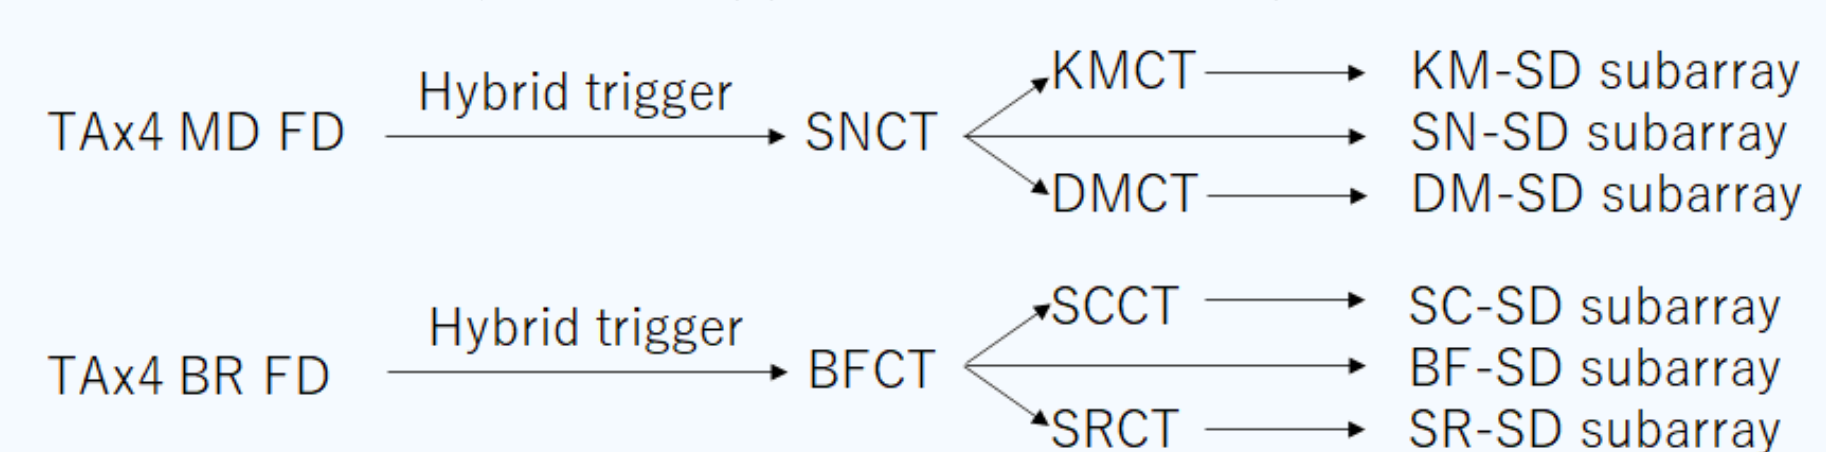 Hybrid trigger
TAx4 MD FD
SNCT
KMCT
KM-SD subarray
SN-SD subarray
DMCT
DM-SD subarray
Hybrid trigger
TAx4 BR FD
BFCT
SCCT
SC-SD subarray
BF-SD subarray
SRCT
SR-SD subarray